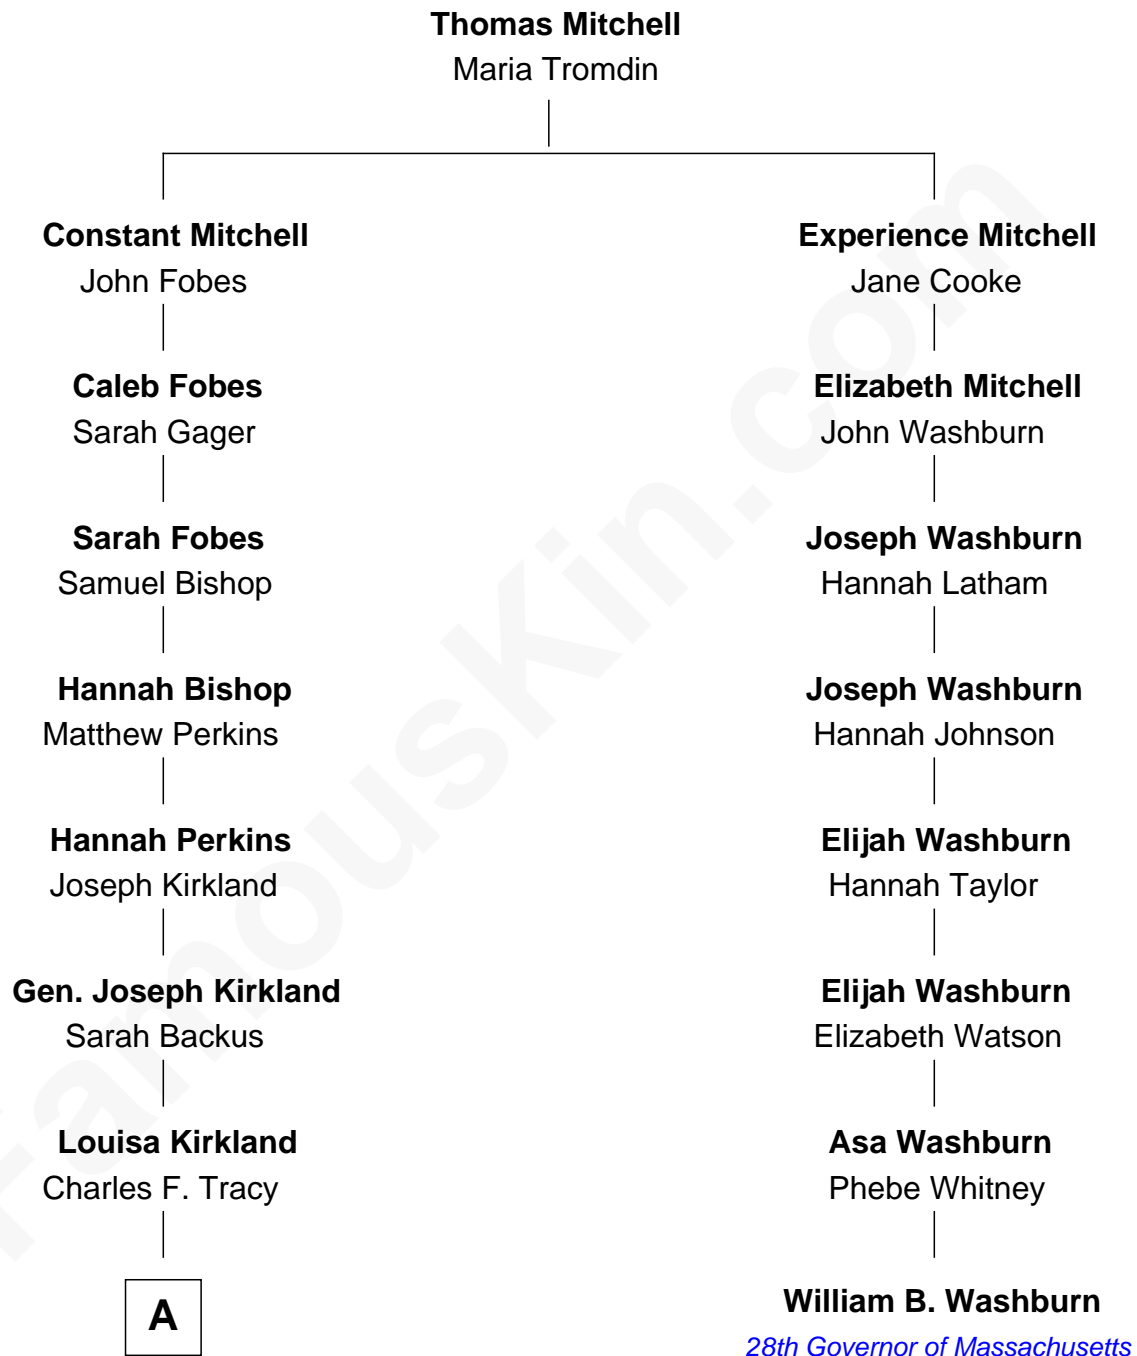 Thomas Mitchell
Maria Tromdin
Constant Mitchell
John Fobes
Experience Mitchell
Jane Cooke
Caleb Fobes
Sarah Gager
Elizabeth Mitchell
John Washburn
Sarah Fobes
Samuel Bishop
Joseph Washburn
Hannah Latham
Hannah Bishop
Matthew Perkins
Joseph Washburn
Hannah Johnson
Hannah Perkins
Joseph Kirkland
Elijah Washburn
Hannah Taylor
Gen. Joseph Kirkland
Sarah Backus
Elijah Washburn
Elizabeth Watson
Louisa Kirkland
Charles F. Tracy
Asa Washburn
Phebe Whitney
A
William B. Washburn
28th Governor of Massachusetts
FamousKin.com